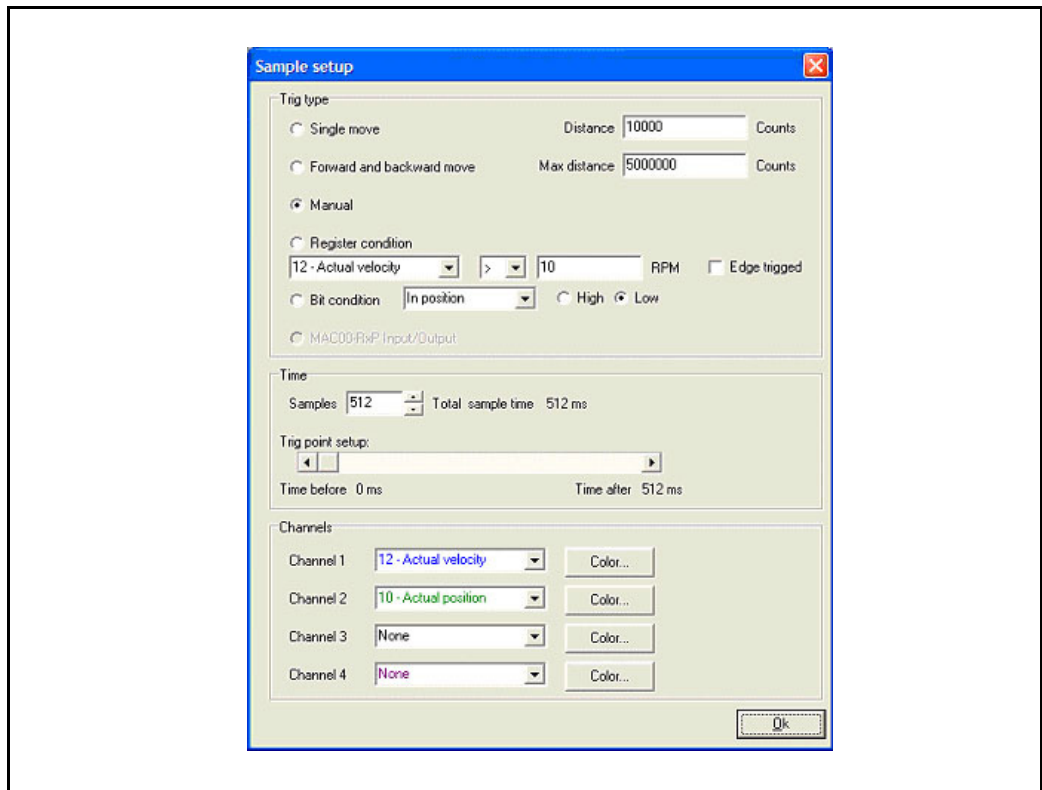 Sample setup
Trig type
Single move Distance 10000 Counts
Forward and backward move Max distance 5000000 Counts
Manual
Register condition
12 - Actual velocity > 10 RPM Edge trigged
Bit condition In position High Low
MAC00-RxP Input/Output
Time
Samples 512 Total sample time 512 ms
Trig point setup:
Time before 0 ms Time after 512 ms
Channels
Channel 1 12 - Actual velocity Color...
Channel 2 10 - Actual position Color...
Channel 3 None Color...
Channel 4 None Color...
Ok